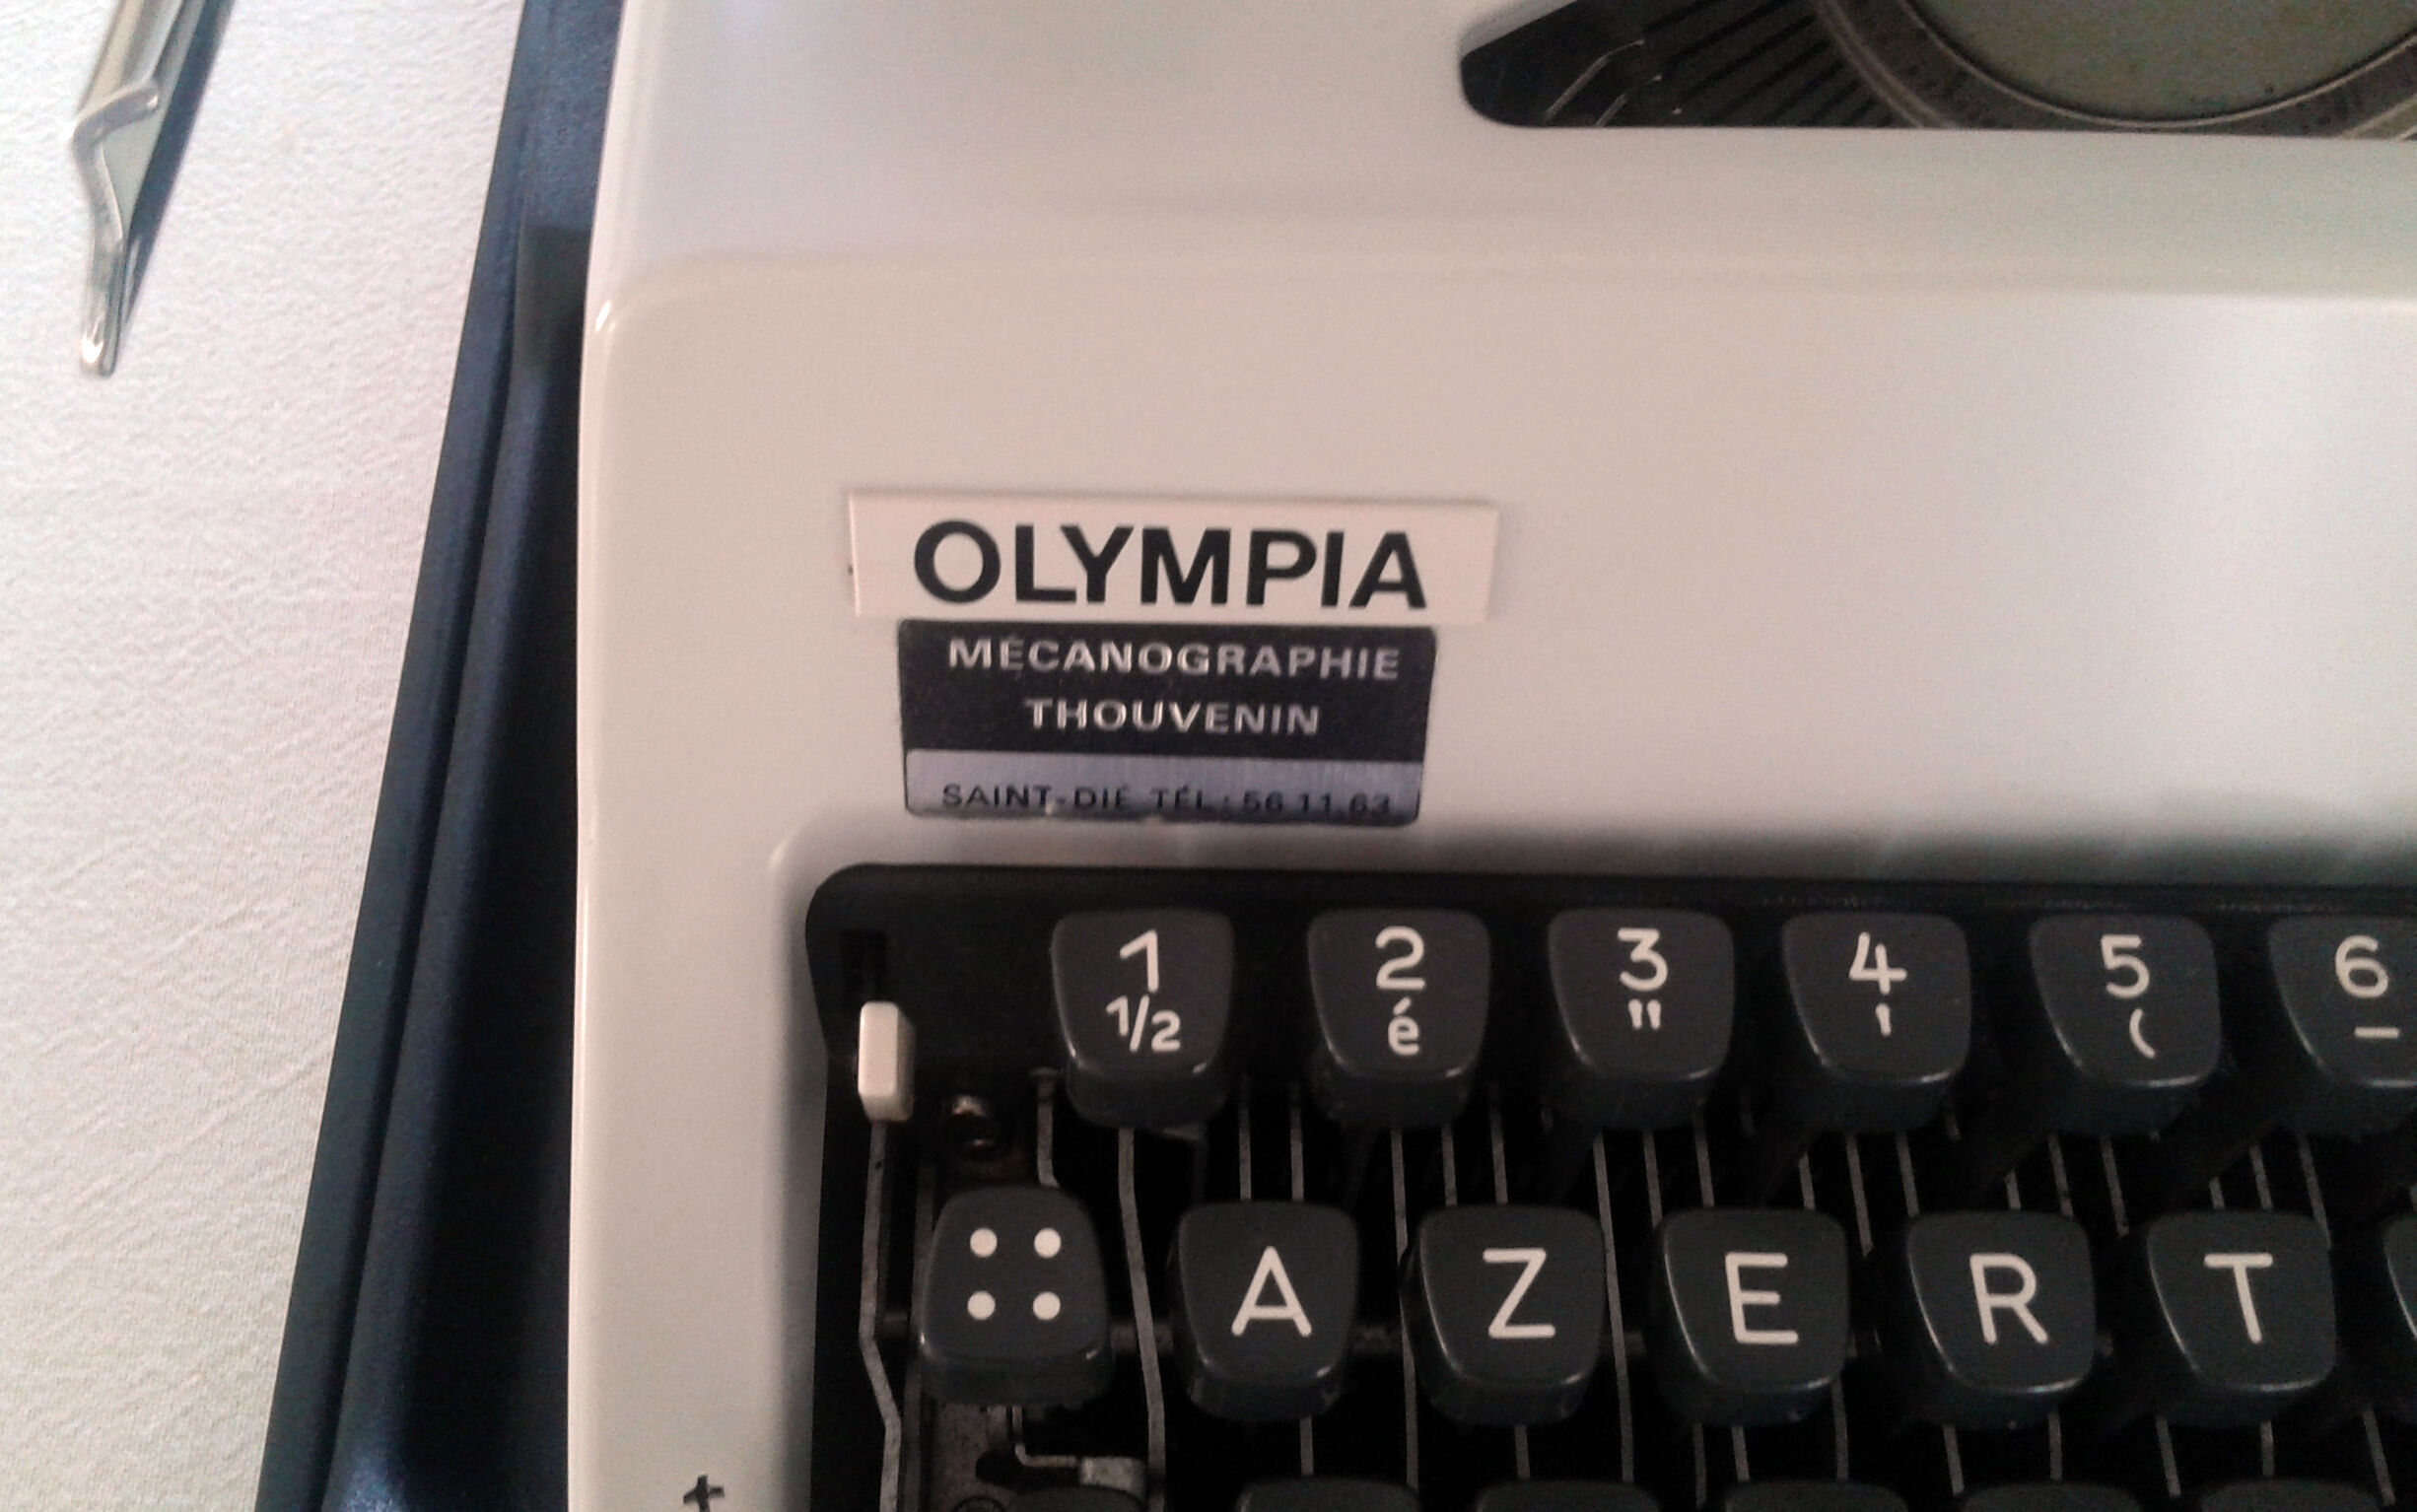 OLYMPIA
MÉCANOGRAPHIE
THOUVENIN
SAINT-DIÉ TÉL: 56.11.63
1 2 3 4 5 6
1/2 é " ' ( _
A Z E R T